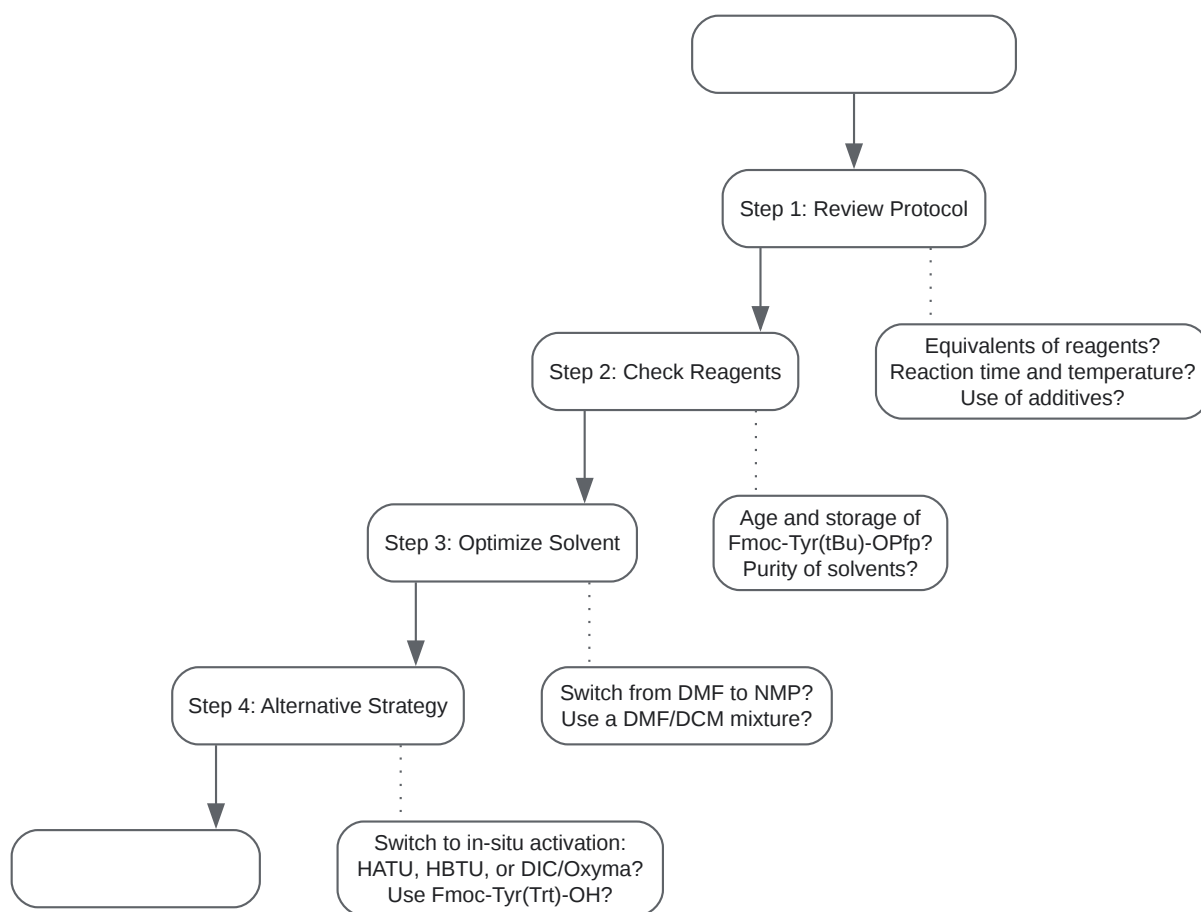 Step 1: Review Protocol
Equivalents of reagents?
Reaction time and temperature?
Use of additives?
Step 2: Check Reagents
Age and storage of
Fmoc-Tyr(tBu)-OPfp?
Purity of solvents?
Step 3: Optimize Solvent
Switch from DMF to NMP?
Use a DMF/DCM mixture?
Step 4: Alternative Strategy
Switch to in-situ activation:
HATU, HBTU, or DIC/Oxyma?
Use Fmoc-Tyr(Trt)-OH?